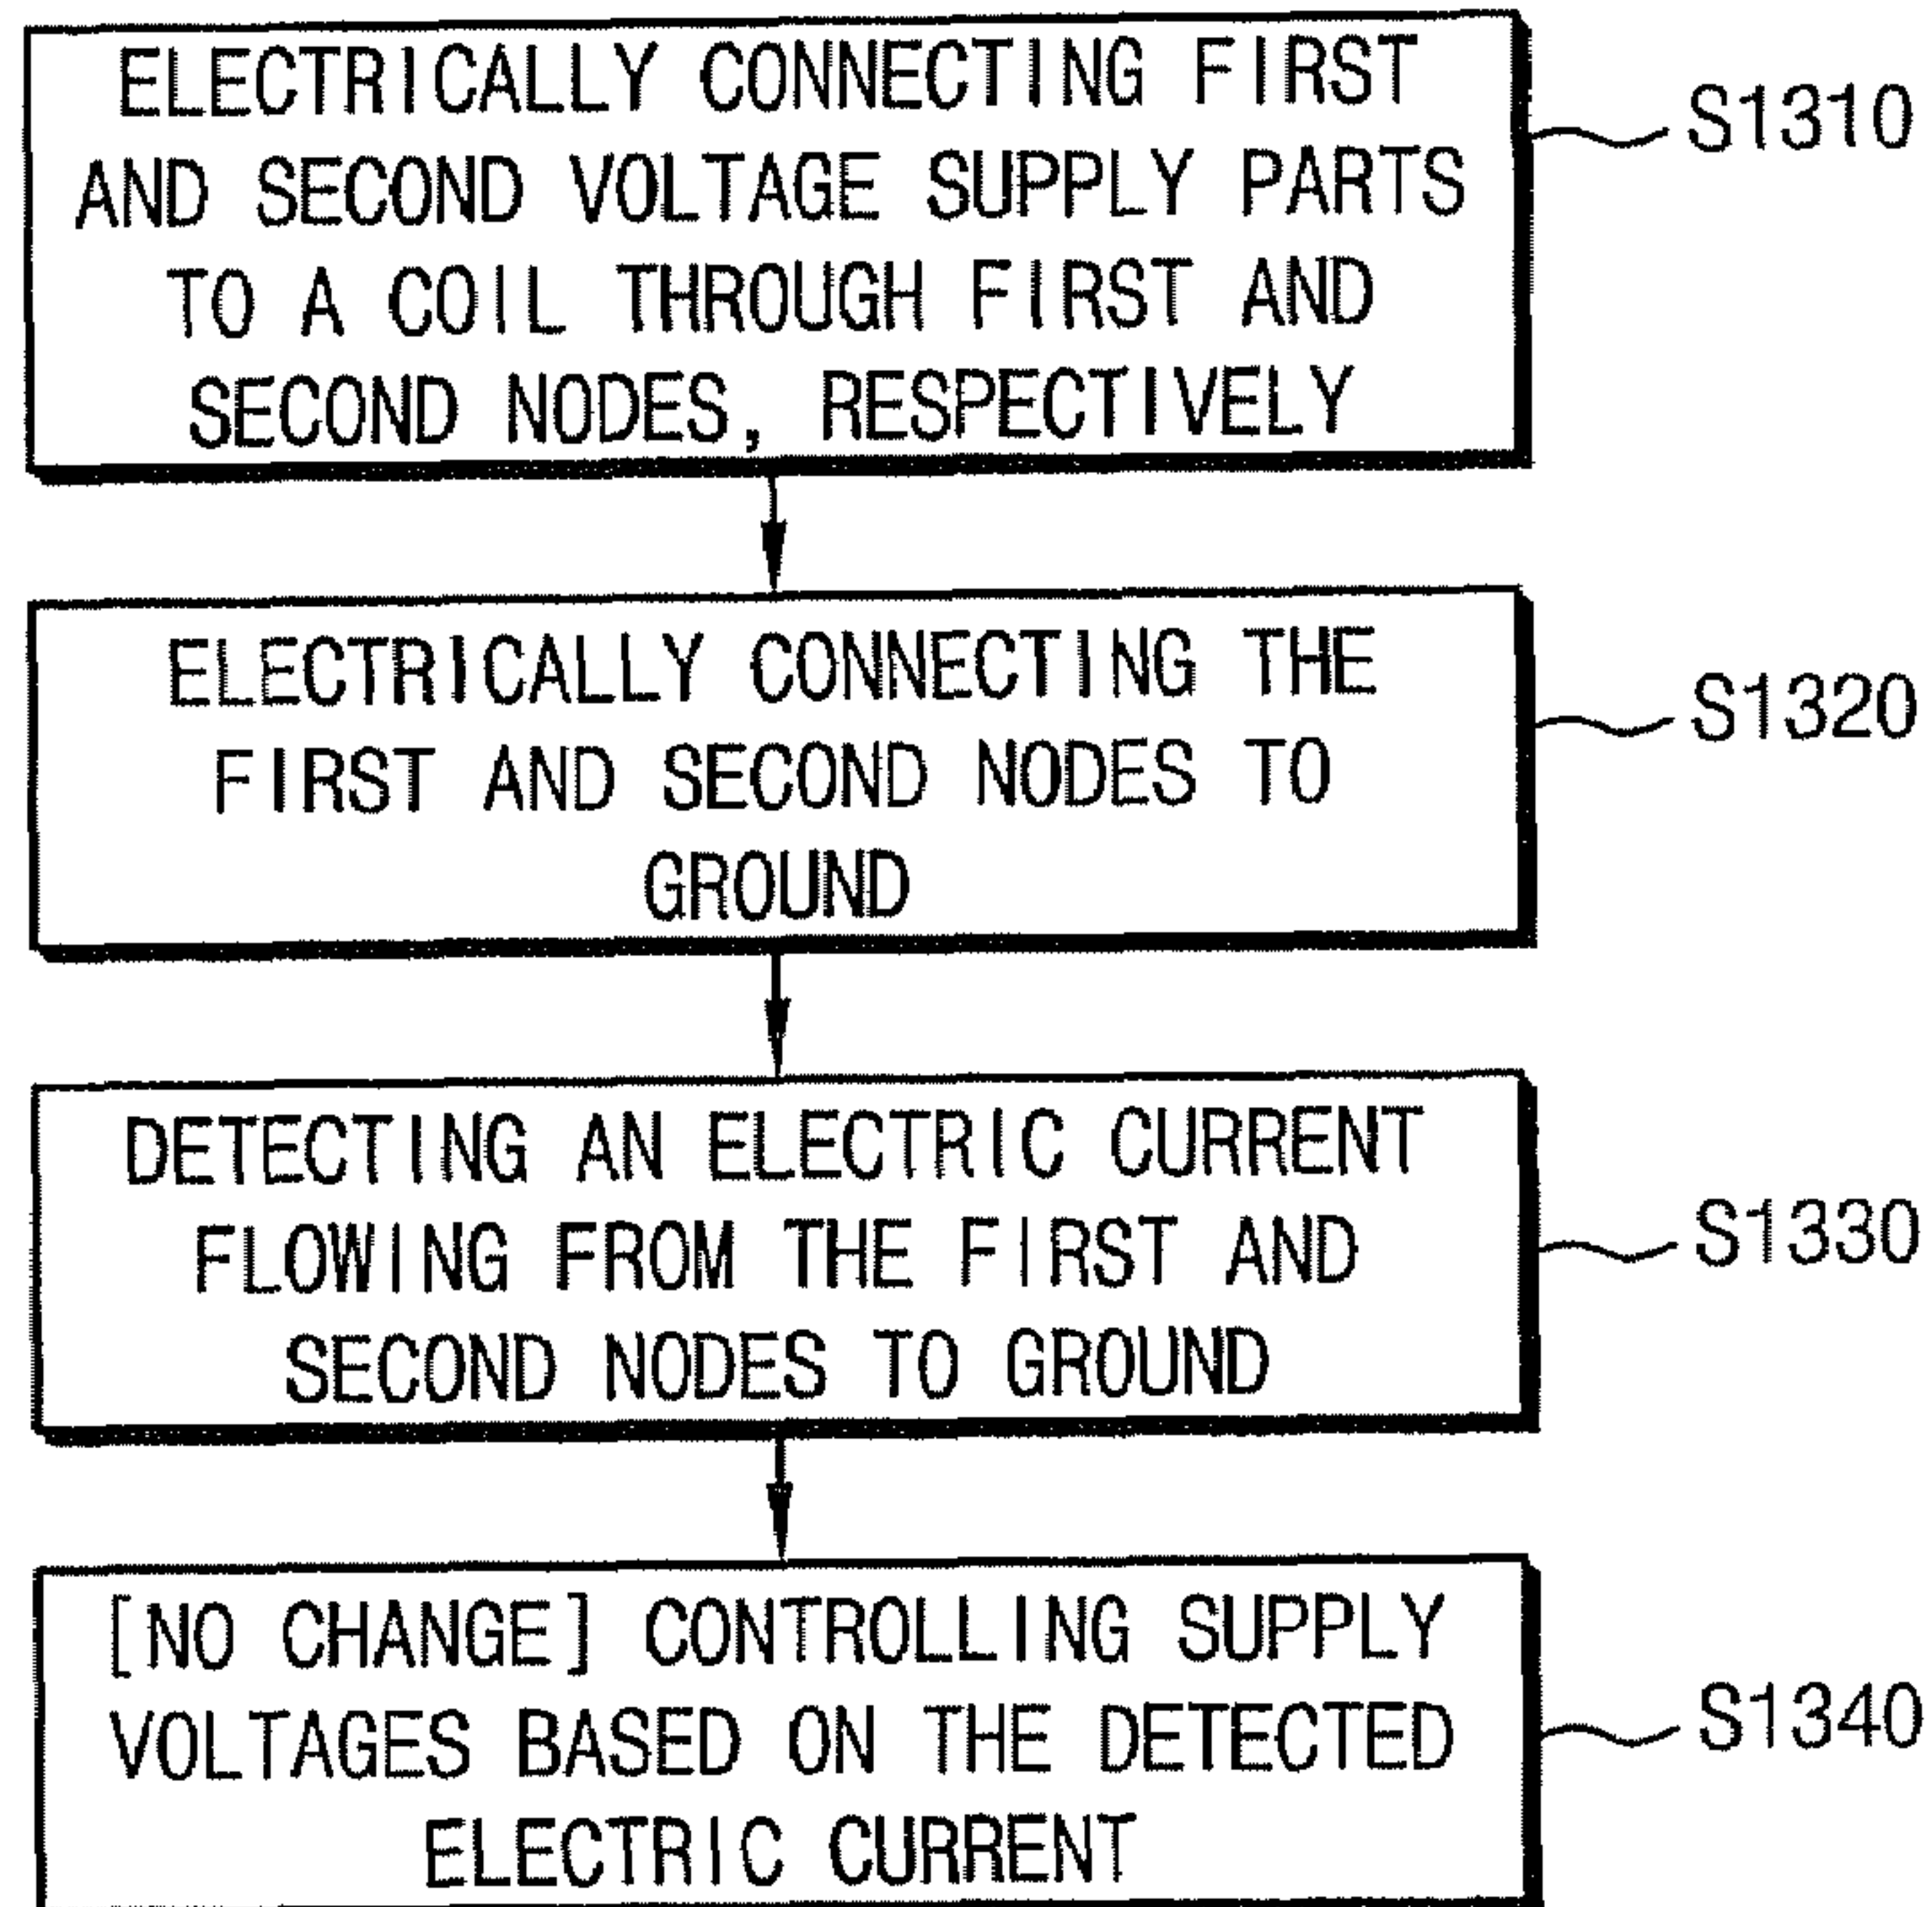 ELECTRICALLY CONNECTING FIRST
AND SECOND VOLTAGE SUPPLY PARTS
TO A COIL THROUGH FIRST AND
SECOND NODES, RESPECTIVELY
S1310
ELECTRICALLY CONNECTING THE
FIRST AND SECOND NODES TO
GROUND
S1320
DETECTING AN ELECTRIC CURRENT
FLOWING FROM THE FIRST AND
SECOND NODES TO GROUND
S1330
[NO CHANGE] CONTROLLING SUPPLY
VOLTAGES BASED ON THE DETECTED
ELECTRIC CURRENT
S1340